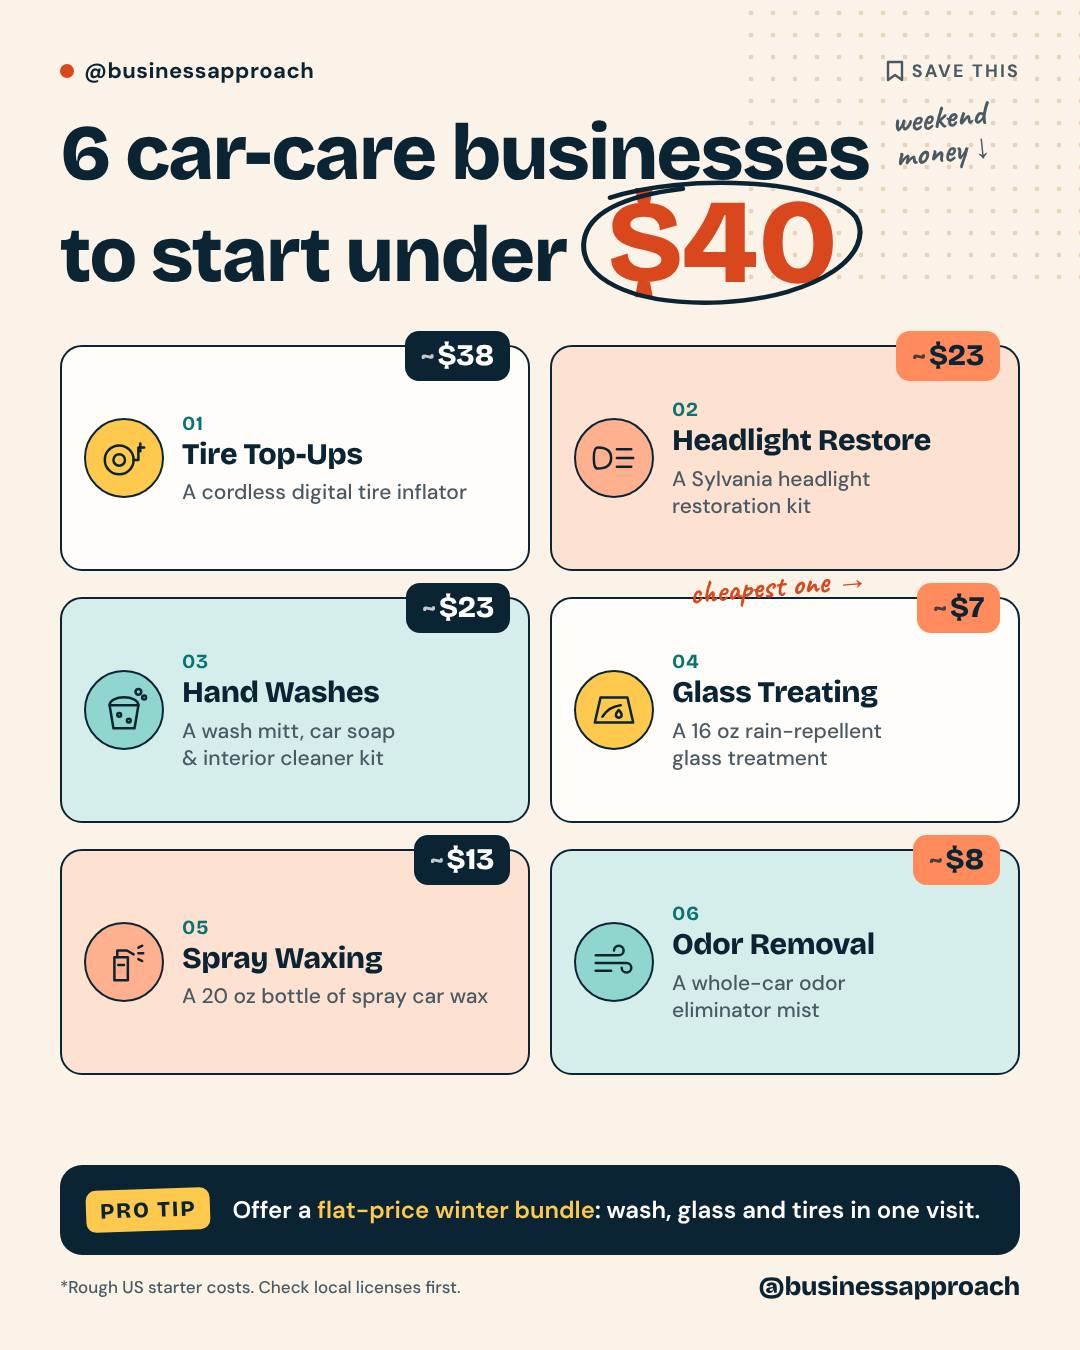 @businessapproach
SAVE THIS
weekend
money ↓
6 car-care businesses
to start under $40
~$38
01
Tire Top-Ups
A cordless digital tire inflator
~$23
02
Headlight Restore
A Sylvania headlight
restoration kit
~$23
03
Hand Washes
A wash mitt, car soap
& interior cleaner kit
cheapest one →
~$7
04
Glass Treating
A 16 oz rain-repellent
glass treatment
~$13
05
Spray Waxing
A 20 oz bottle of spray car wax
~$8
06
Odor Removal
A whole-car odor
eliminator mist
PRO TIP
Offer a flat-price winter bundle: wash, glass and tires in one visit.
*Rough US starter costs. Check local licenses first.
@businessapproach